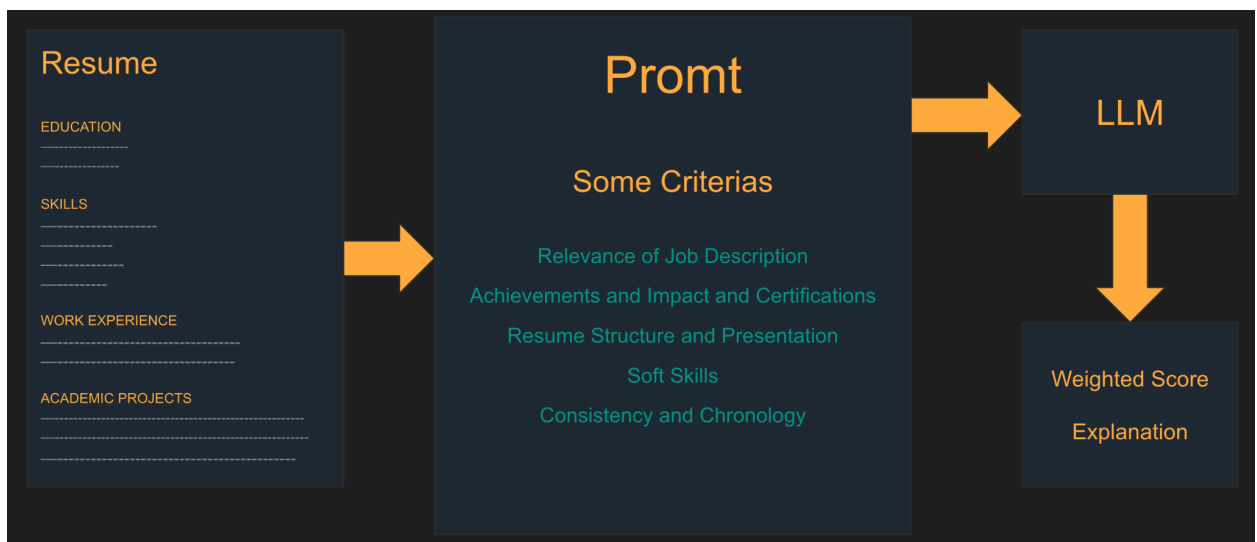 Resume
EDUCATION
SKILLS
WORK EXPERIENCE
ACADEMIC PROJECTS
Promt
Some Criterias
Relevance of Job Description
Achievements and Impact and Certifications
Resume Structure and Presentation
Soft Skills
Consistency and Chronology
LLM
Weighted Score
Explanation